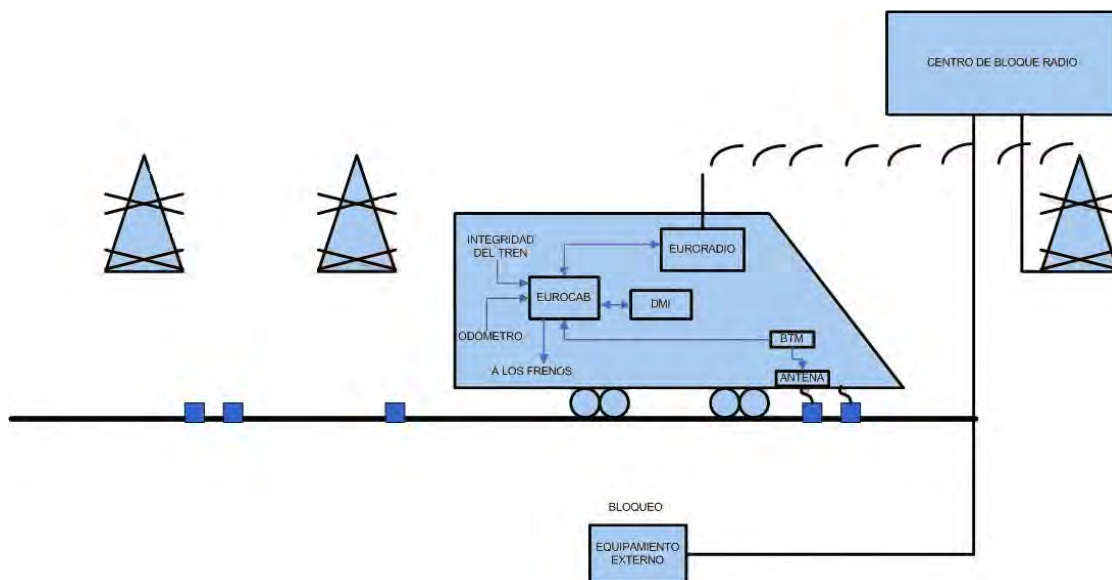 CENTRO DE BLOQUE RADIO
INTEGRIDAD
DEL TREN
EURORADIO
EUROCAB
DMI
ODÓMETRO
BTM
A LOS FRENOS
ANTENA
BLOQUEO
EQUIPAMIENTO
EXTERNO